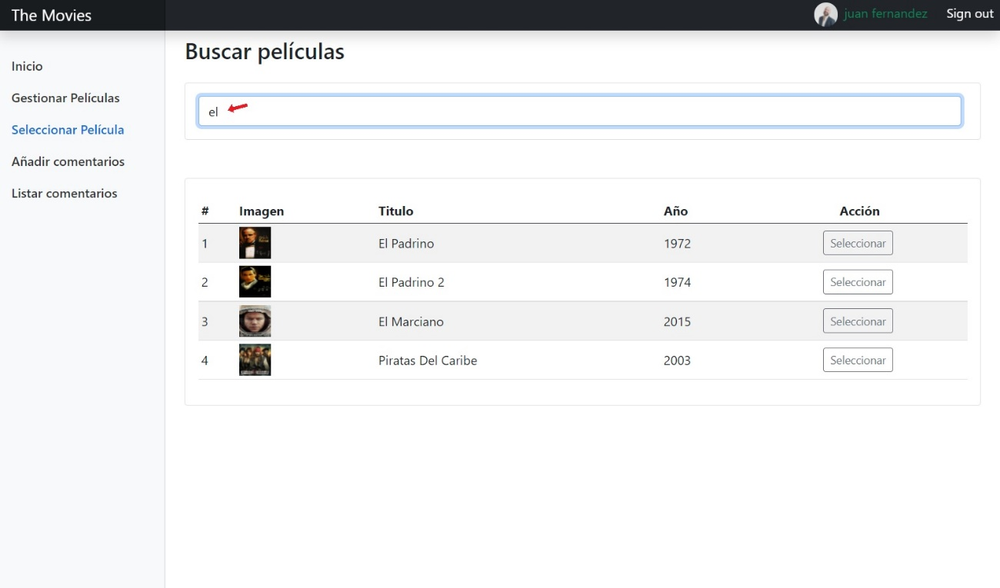 The Movies
juan fernandez Sign out
Inicio
Gestionar Películas
Seleccionar Película
Añadir comentarios
Listar comentarios
Buscar películas
el
# Imagen Titulo Año Acción
1 El Padrino 1972 Seleccionar
2 El Padrino 2 1974 Seleccionar
3 El Marciano 2015 Seleccionar
4 Piratas Del Caribe 2003 Seleccionar